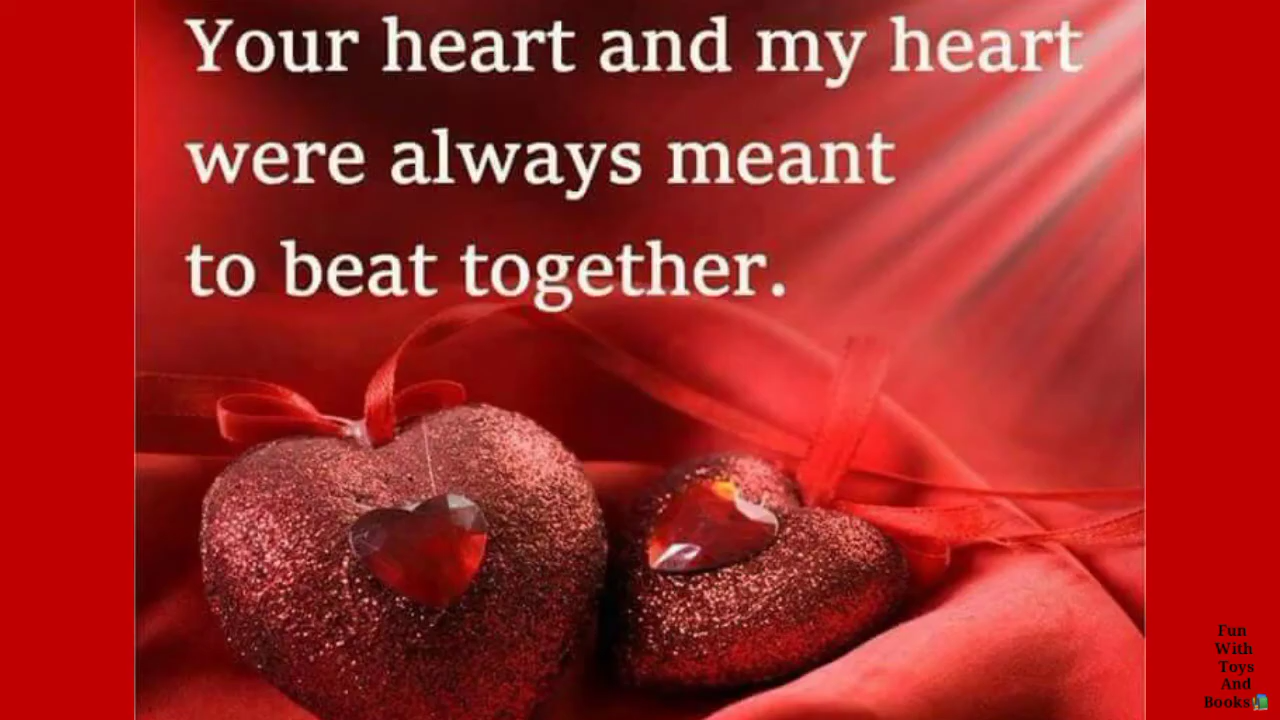 Your heart and my heart
were always meant
to beat together.
Fun
With
Toys
And
Books